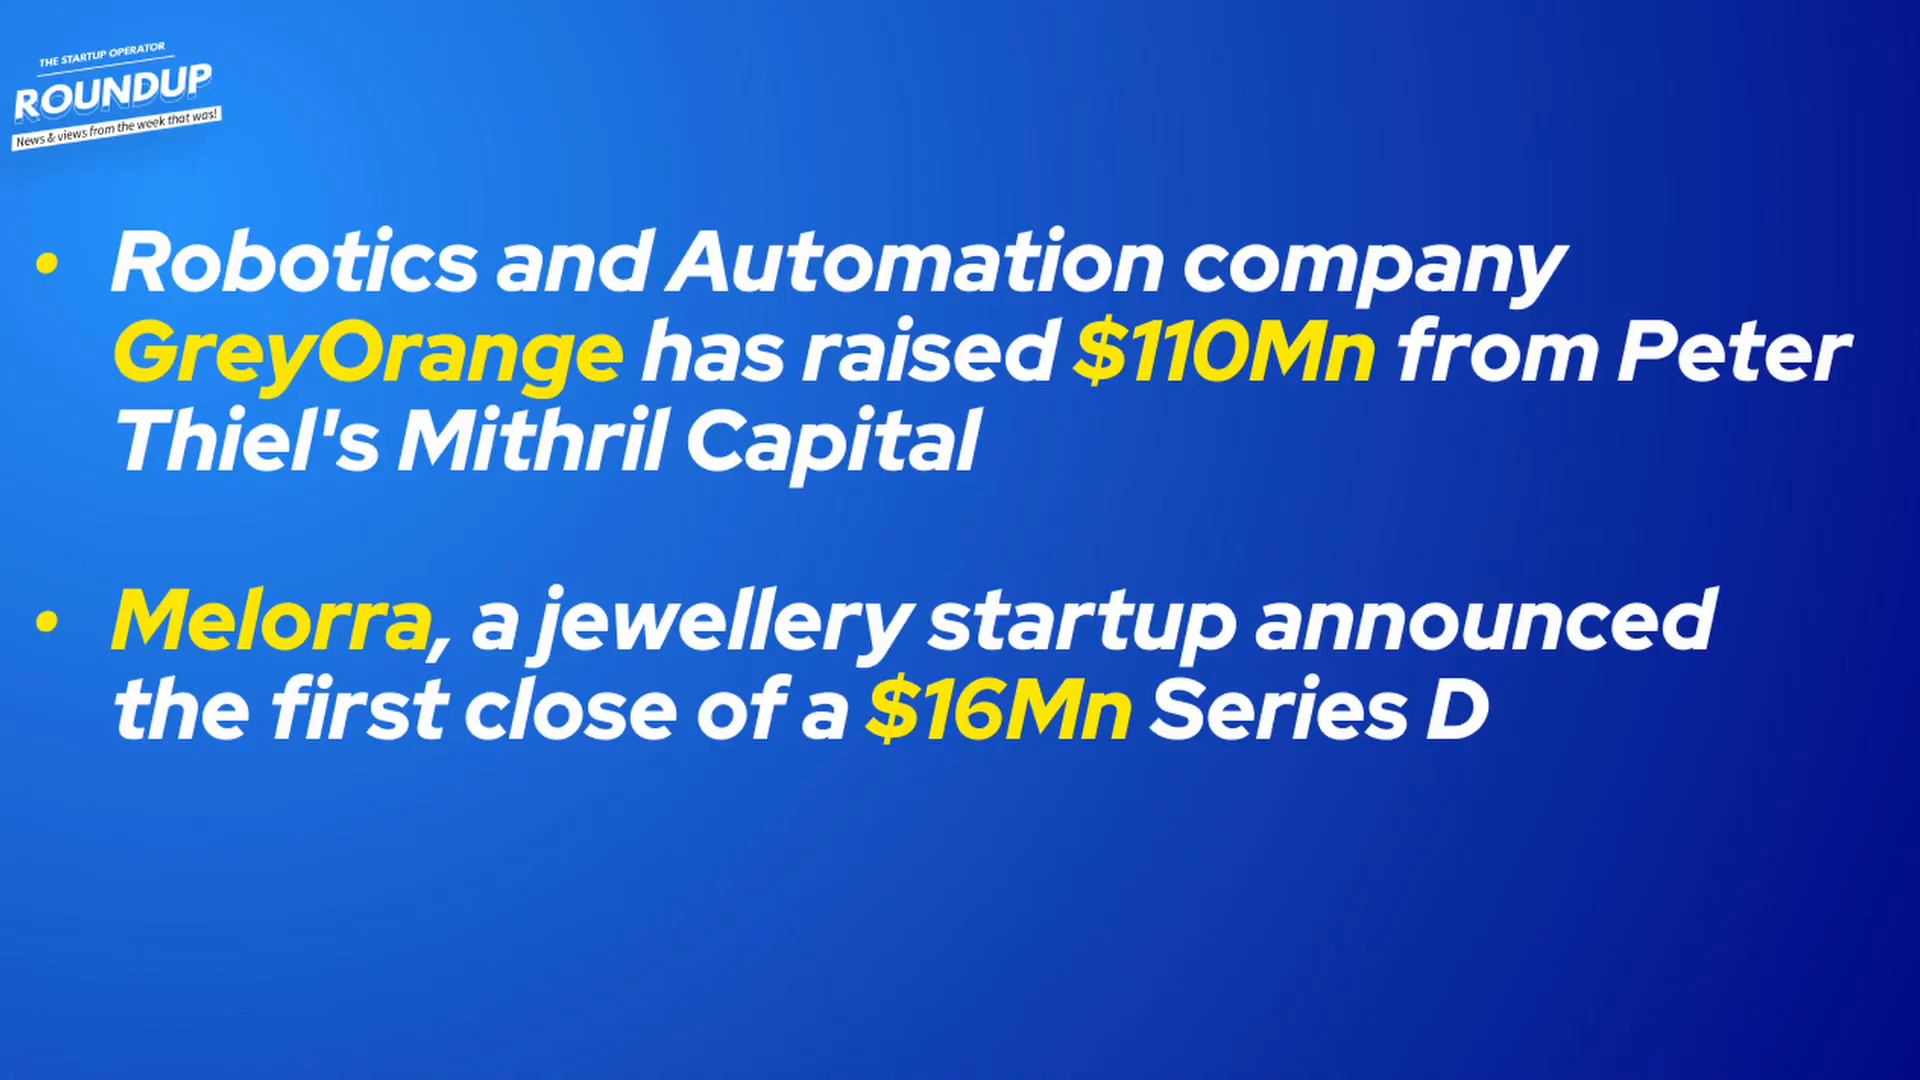 THE STARTUP OPERATOR
ROUNDUP
News & views from the week that was!
• Robotics and Automation company
GreyOrange has raised $110Mn from Peter
Thiel's Mithril Capital
• Melorra, a jewellery startup announced
the first close of a $16Mn Series D